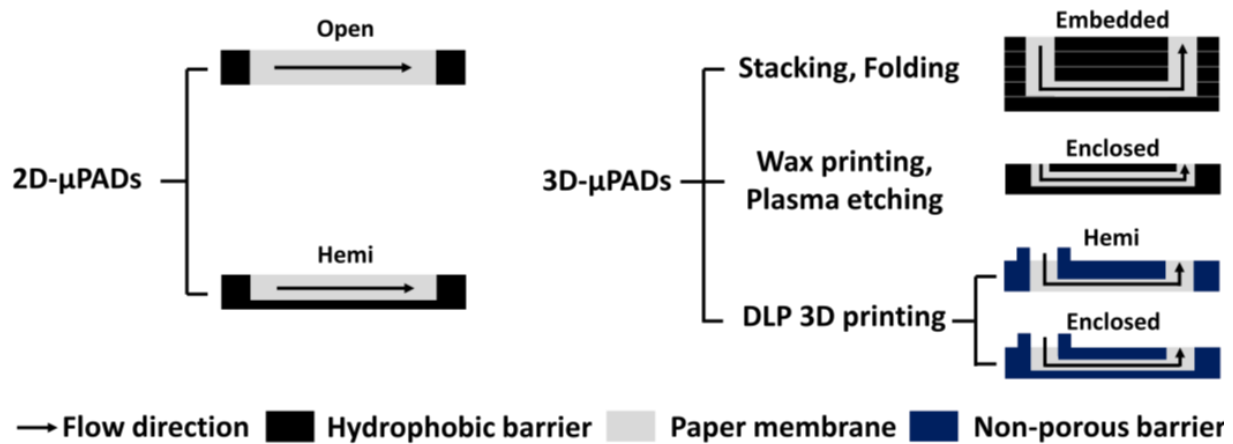 2D-μPADs
Open
Hemi
3D-μPADs
Stacking, Folding
Embedded
Wax printing,
Plasma etching
Enclosed
DLP 3D printing
Hemi
Enclosed
Flow direction
Hydrophobic barrier
Paper membrane
Non-porous barrier